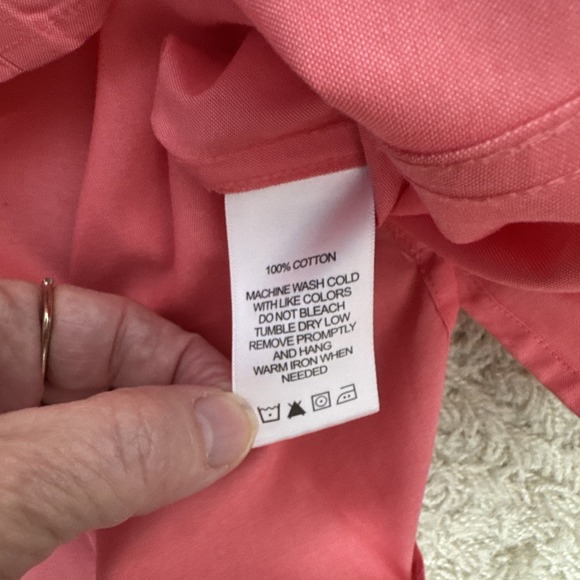 100% COTTON
MACHINE WASH COLD
WITH LIKE COLORS
DO NOT BLEACH
TUMBLE DRY LOW
REMOVE PROMPTLY
AND HANG
WARM IRON WHEN
NEEDED